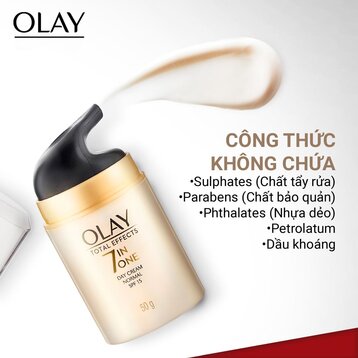 OLAY
CÔNG THỨC
KHÔNG CHỨA
•Sulphates (Chất tẩy rửa)
•Parabens (Chất bảo quản)
•Phthalates (Nhựa dẻo)
•Petrolatum
•Dầu khoáng
OLAY
TOTAL EFFECTS
7 IN
ONE
DAY CREAM
NORMAL
SPF 15
50 g